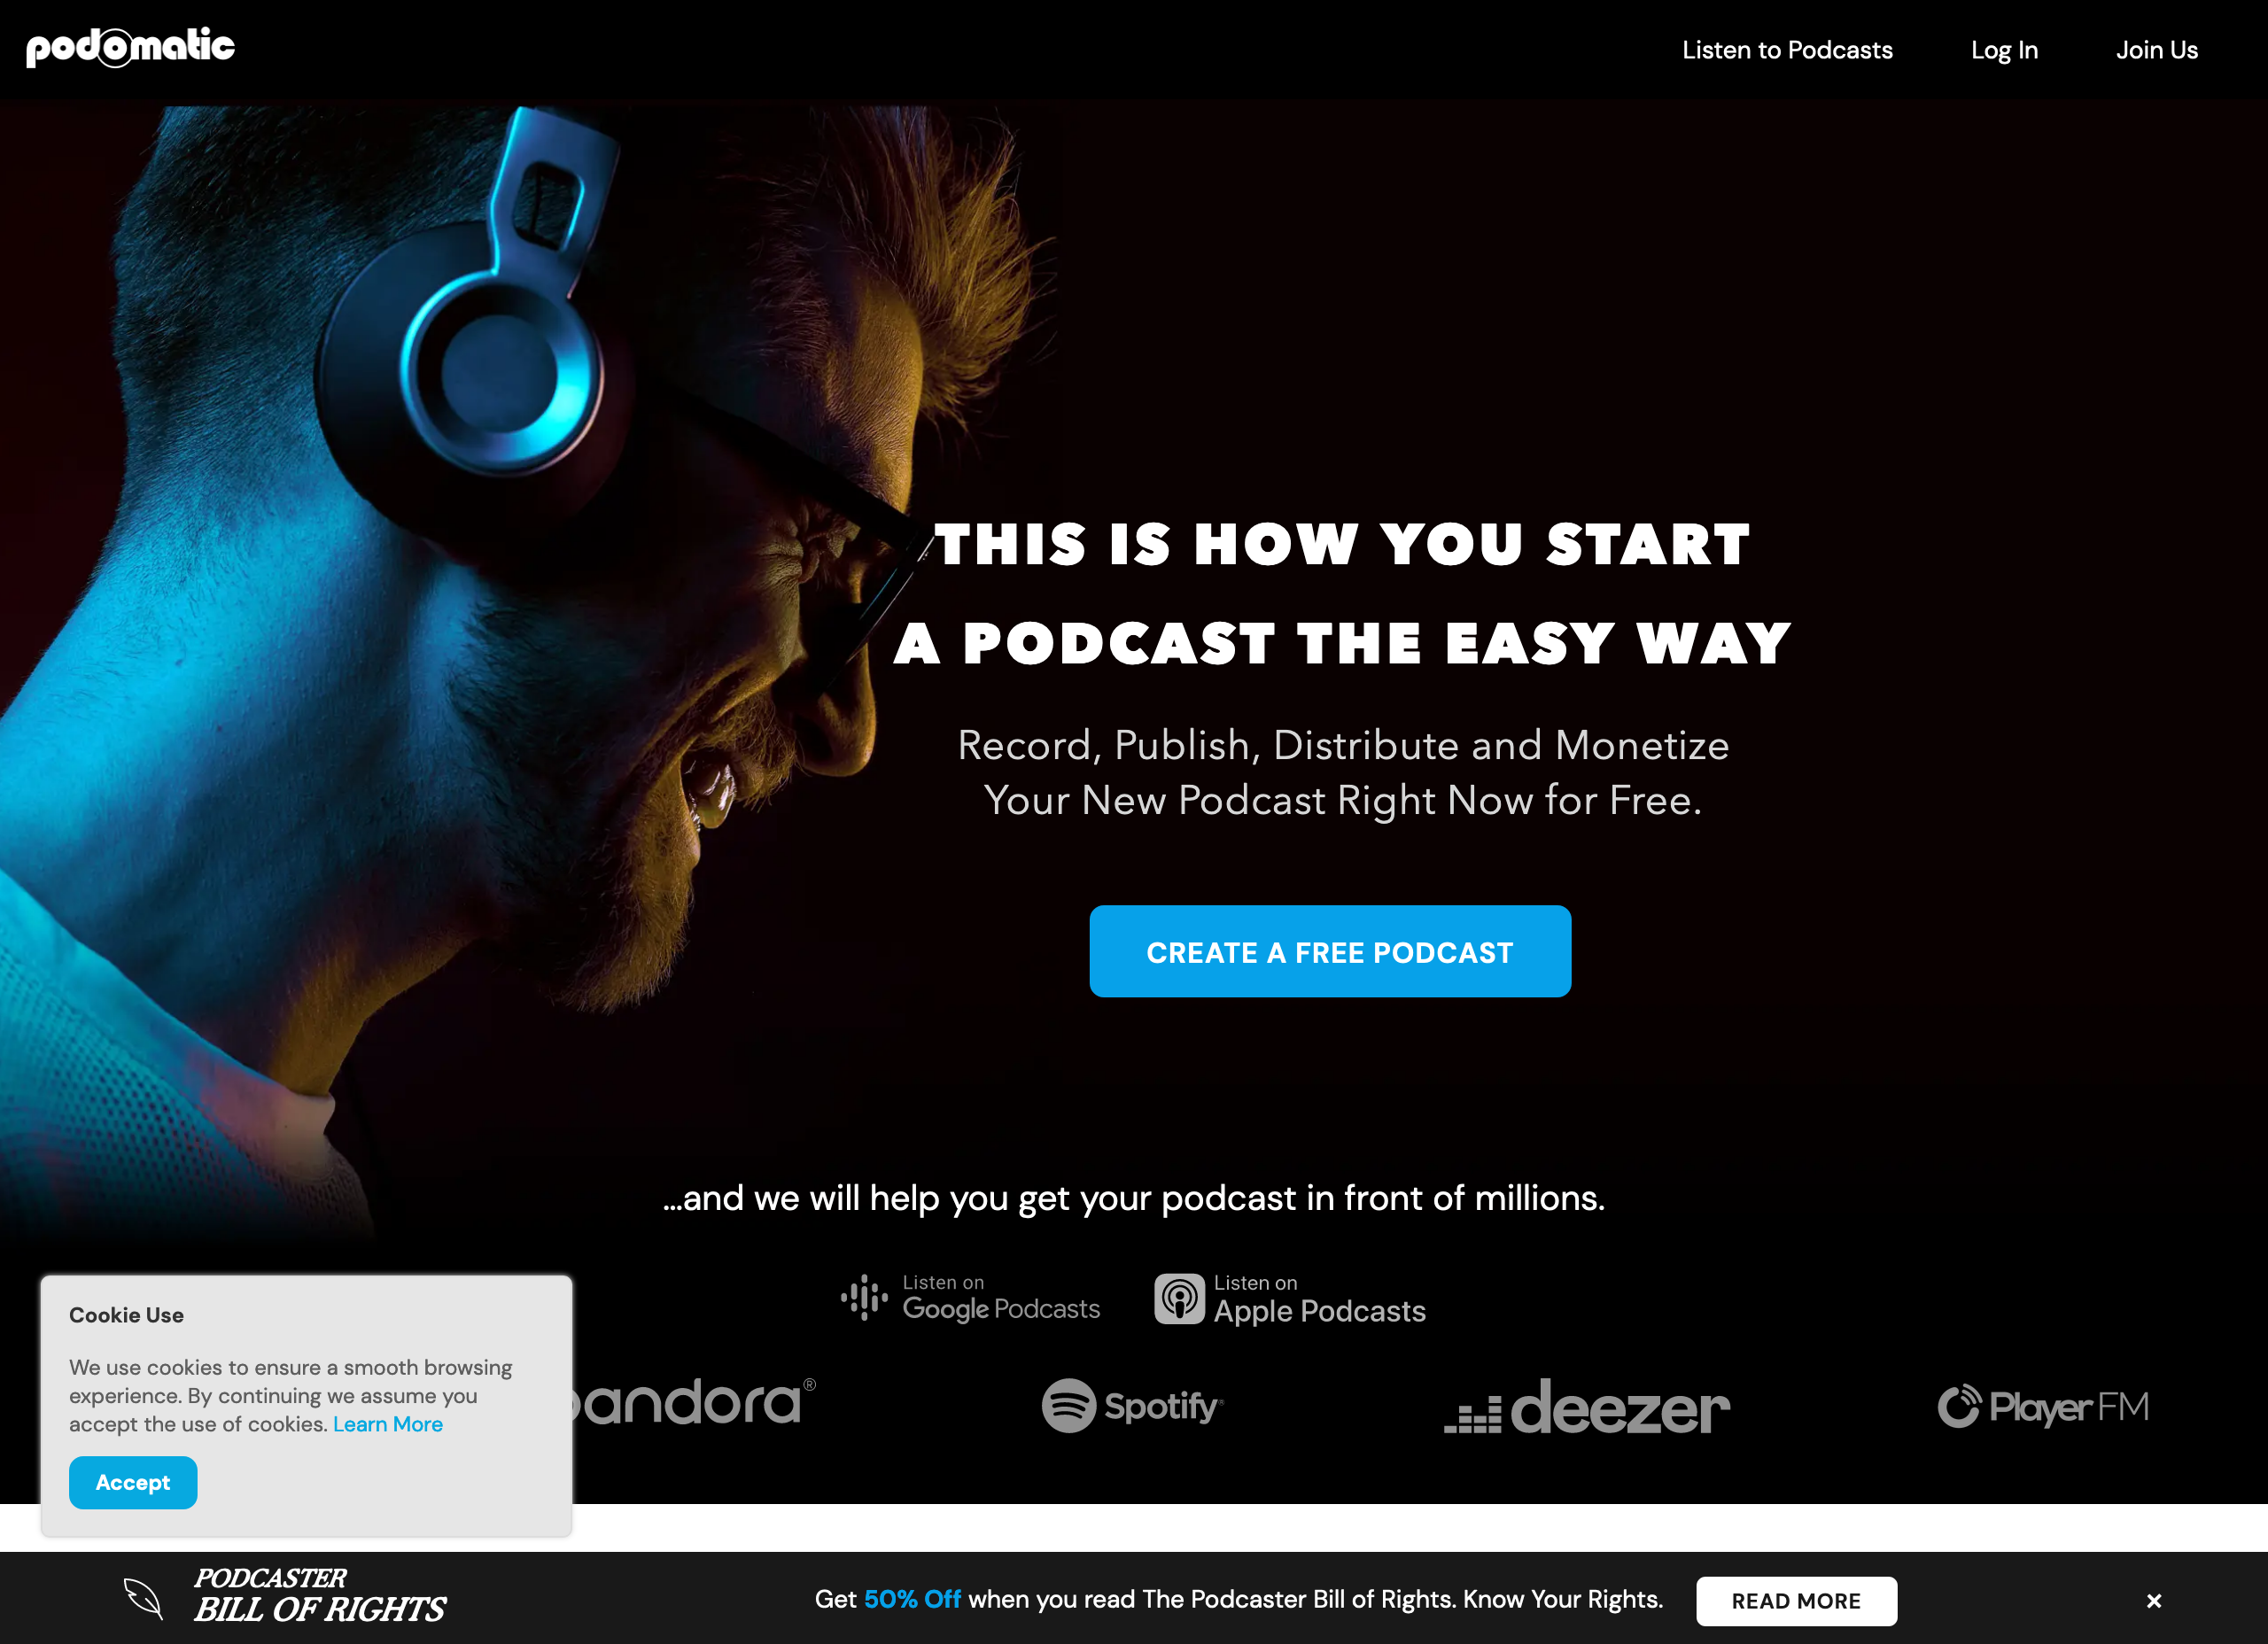 podomatic
Listen to Podcasts
Log In
Join Us
THIS IS HOW YOU START
A PODCAST THE EASY WAY
Record, Publish, Distribute and Monetize
Your New Podcast Right Now for Free.
CREATE A FREE PODCAST
...and we will help you get your podcast in front of millions.
Listen on
Google Podcasts
Listen on
Apple Podcasts
pandora®
Spotify®
deezer
Player FM
Cookie Use
We use cookies to ensure a smooth browsing
experience. By continuing we assume you
accept the use of cookies. Learn More
Accept
PODCASTER
BILL OF RIGHTS
Get 50% Off when you read The Podcaster Bill of Rights. Know Your Rights.
READ MORE
×